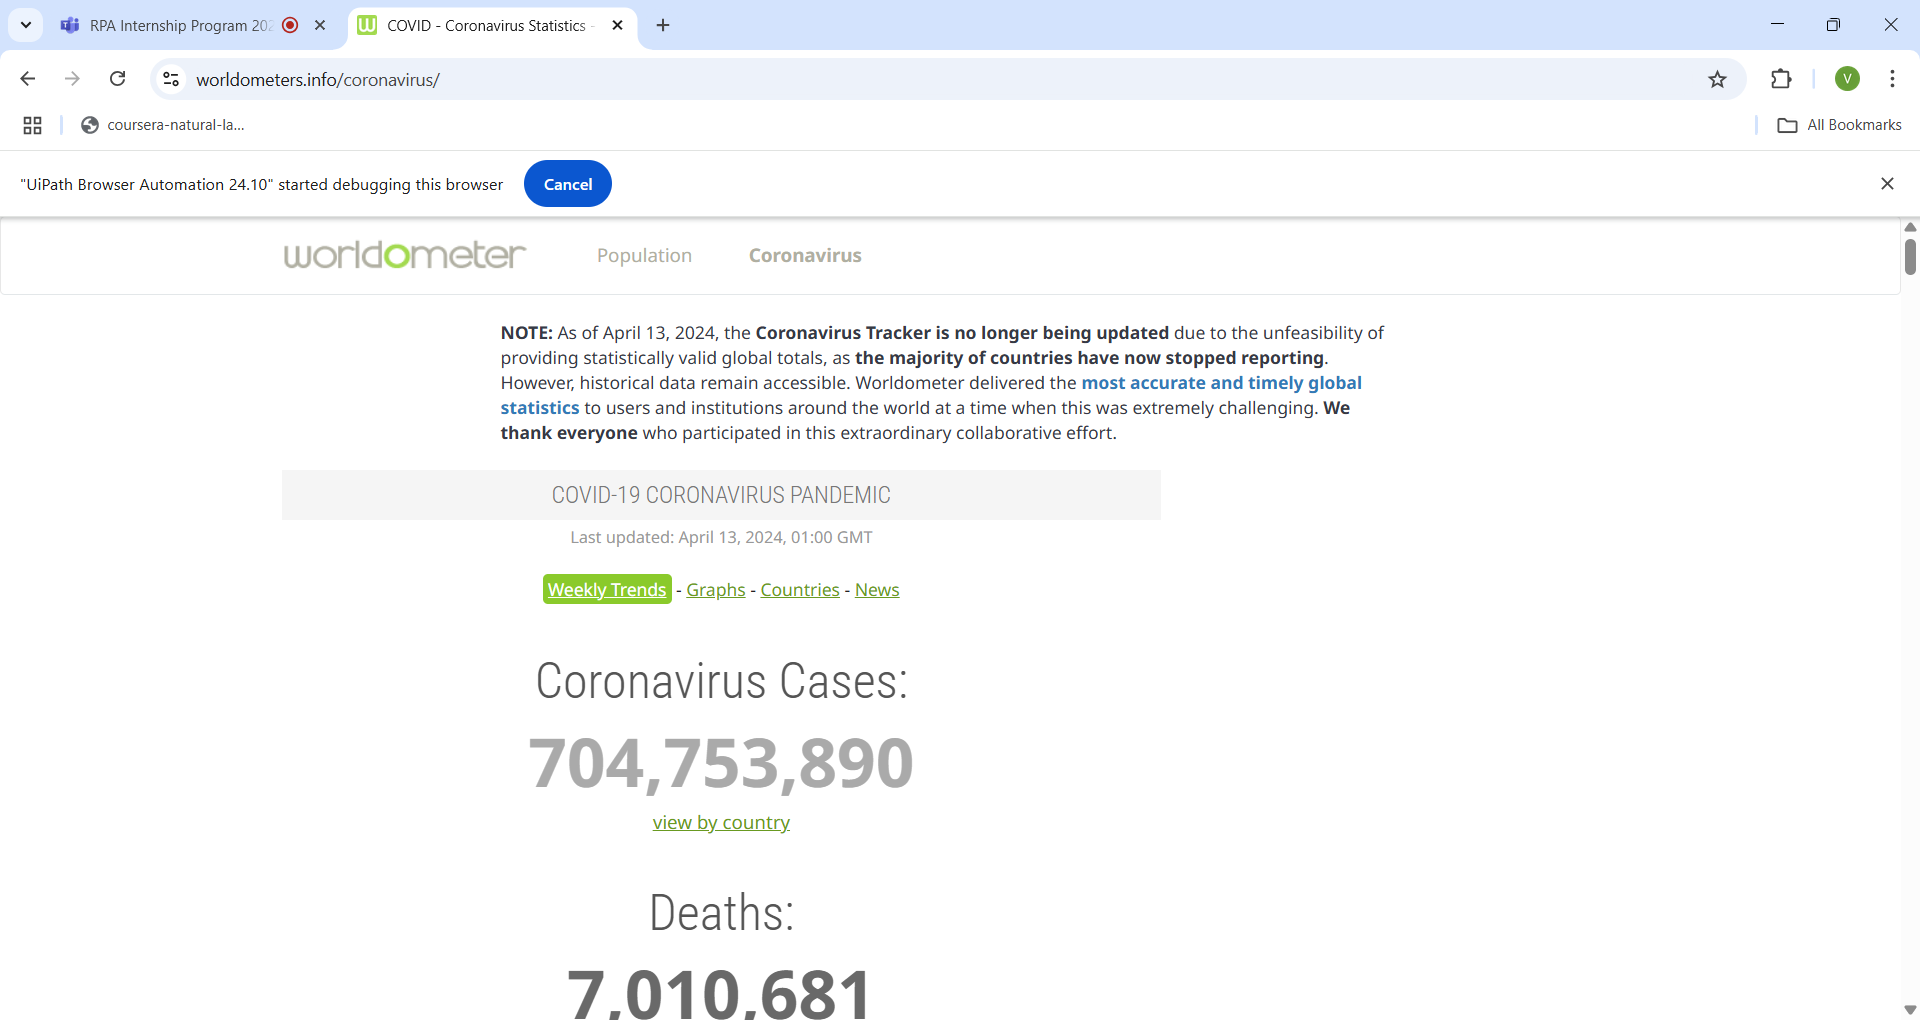 RPA Internship Program 202
COVID - Coronavirus Statistics -
worldometers.info/coronavirus/
V
coursera-natural-la...
All Bookmarks
"UiPath Browser Automation 24.10" started debugging this browser
Cancel
worldometer
Population
Coronavirus
NOTE: As of April 13, 2024, the Coronavirus Tracker is no longer being updated due to the unfeasibility of
providing statistically valid global totals, as the majority of countries have now stopped reporting.
However, historical data remain accessible. Worldometer delivered the most accurate and timely global
statistics to users and institutions around the world at a time when this was extremely challenging. We
thank everyone who participated in this extraordinary collaborative effort.
COVID-19 CORONAVIRUS PANDEMIC
Last updated: April 13, 2024, 01:00 GMT
Weekly Trends - Graphs - Countries - News
Coronavirus Cases:
704,753,890
view by country
Deaths:
7,010,681